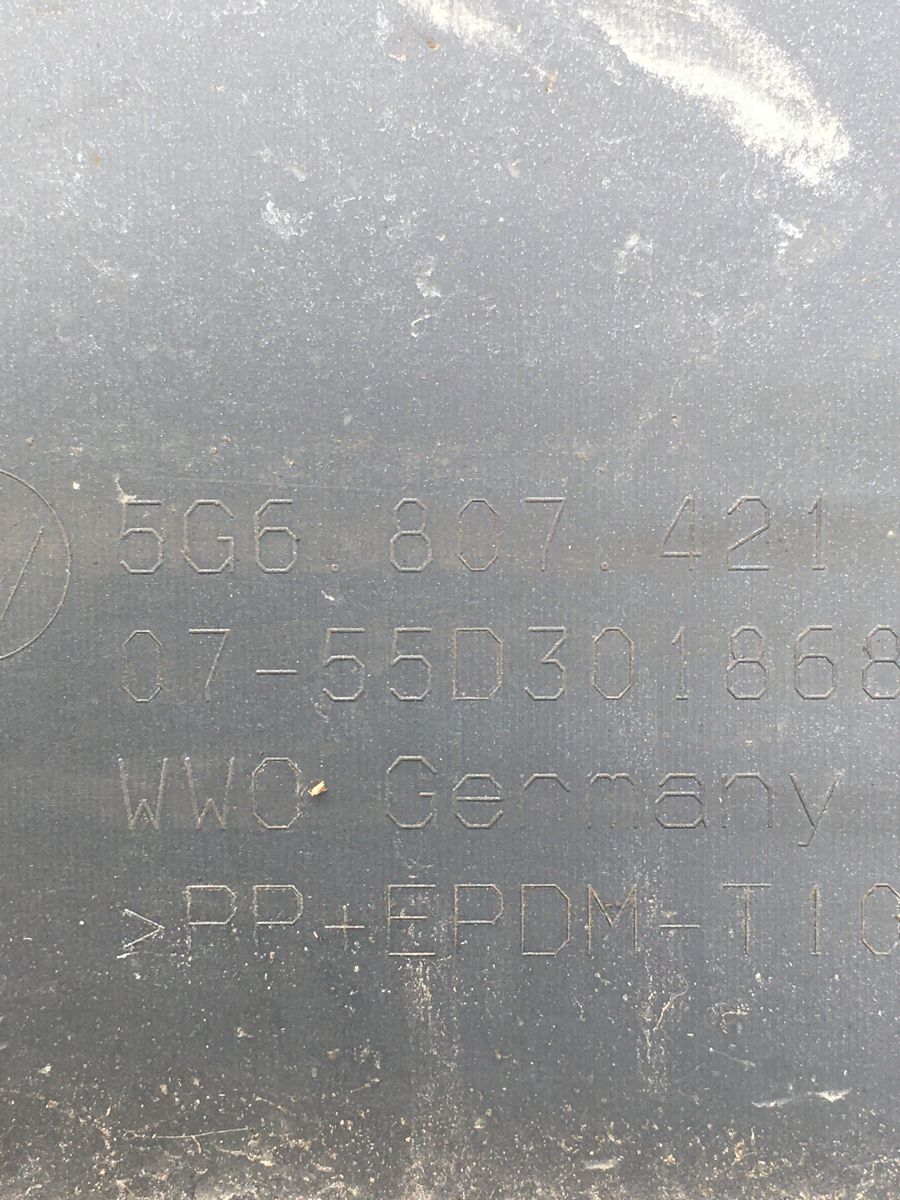 5G6.807.421
07-55D301868
WWO Germany
>PP+EPDM-T10